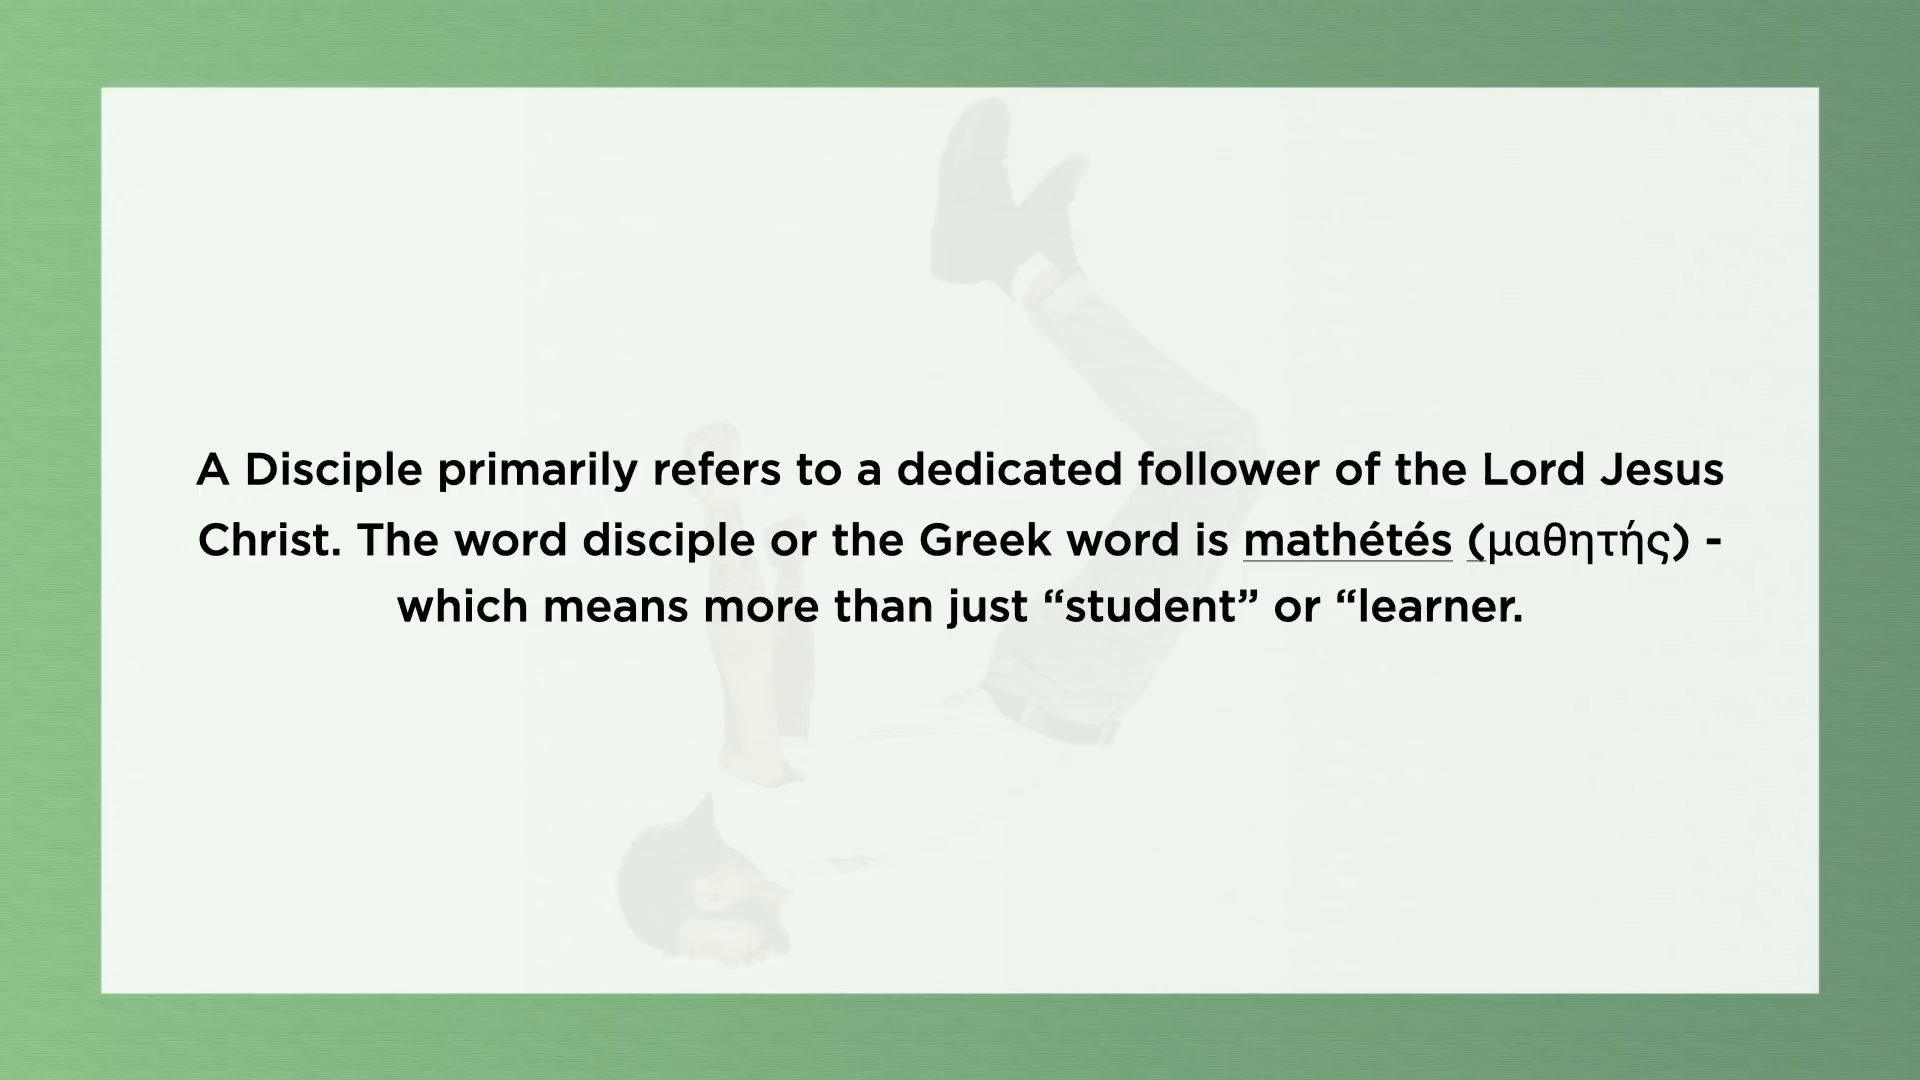 A Disciple primarily refers to a dedicated follower of the Lord Jesus
Christ. The word disciple or the Greek word is mathétés (μαθητής) -
which means more than just “student” or “learner.